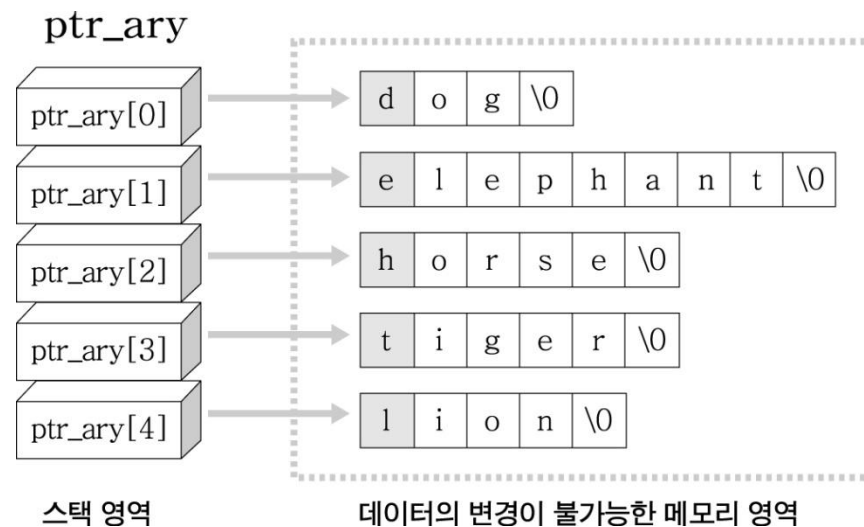 ptr_ary
ptr_ary[0] d o g \0
ptr_ary[1] e l e p h a n t \0
ptr_ary[2] h o r s e \0
ptr_ary[3] t i g e r \0
ptr_ary[4] l i o n \0
스택 영역 데이터의 변경이 불가능한 메모리 영역